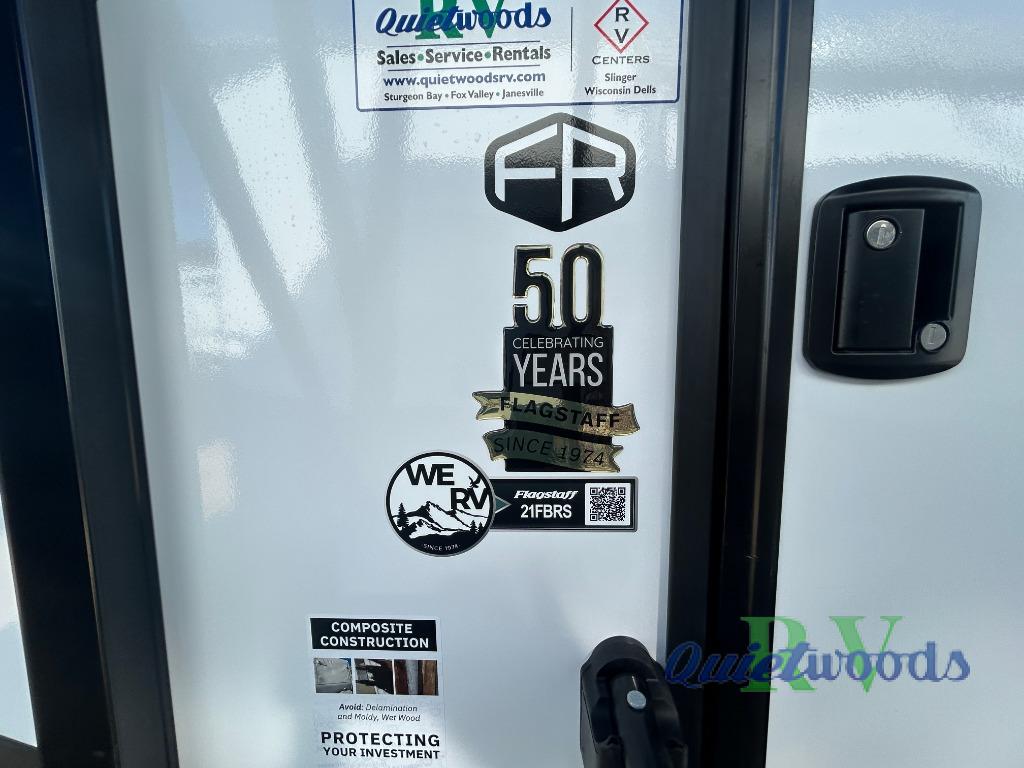 RV
Quietwoods
Sales•Service•Rentals
www.quietwoodsrv.com
Sturgeon Bay • Fox Valley • Janesville
R
V
CENTERS
Slinger
Wisconsin Dells
FR
50
CELEBRATING
YEARS
FLAGSTAFF
SINCE 1974
WE
RV
SINCE 1974
Flagstaff
21FBRS
COMPOSITE
CONSTRUCTION
Avoid: Delamination
and Moldy, Wet Wood
PROTECTING
YOUR INVESTMENT
RV
Quietwoods